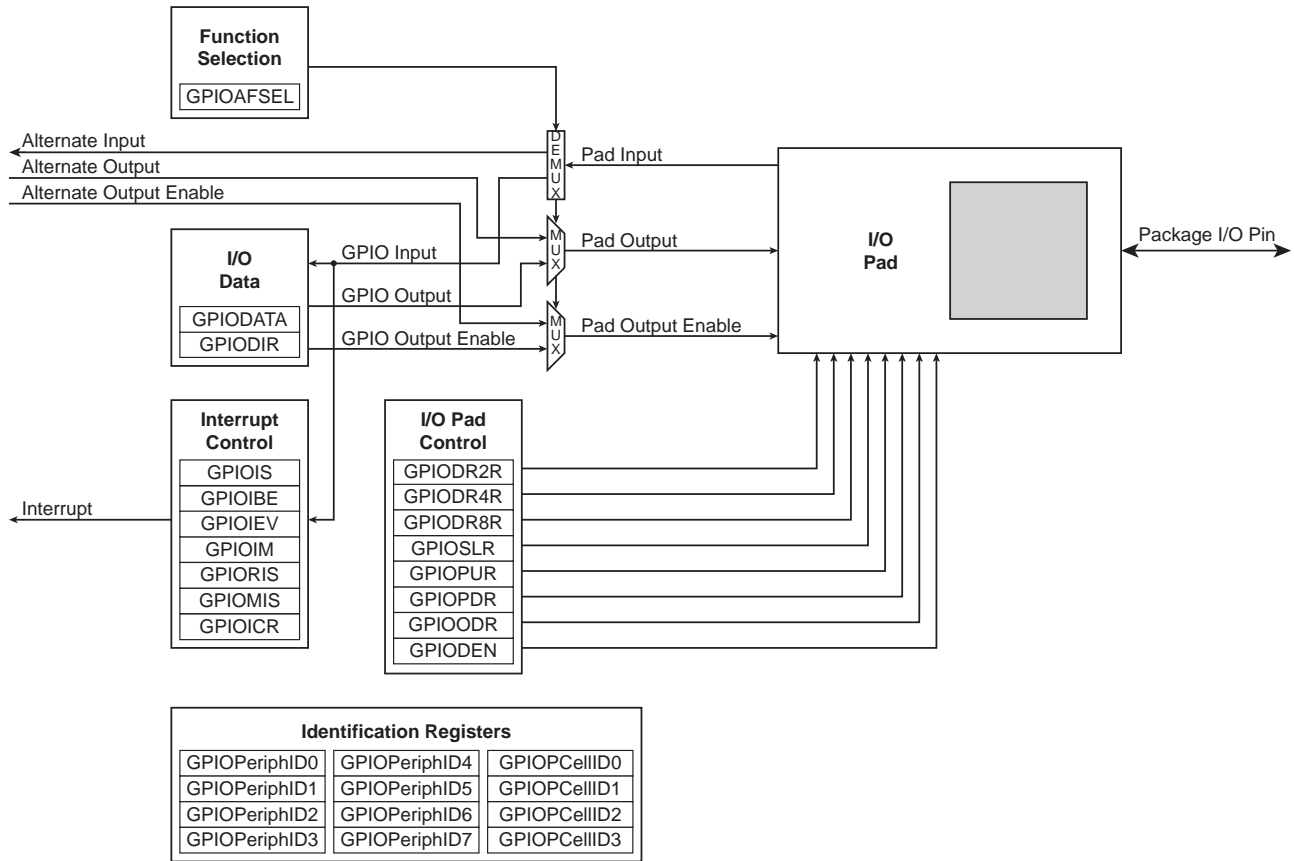 Function
Selection
GPIOAFSEL
Alternate Input
Alternate Output
Alternate Output Enable
DEMUX
Pad Input
MUX
Pad Output
MUX
Pad Output Enable
I/O
Data
GPIODATA
GPIODIR
GPIO Input
GPIO Output
GPIO Output Enable
I/O
Pad
Package I/O Pin
Interrupt
Interrupt
Control
GPIOIS
GPIOIBE
GPIOIEV
GPIOIM
GPIORIS
GPIOMIS
GPIOICR
I/O Pad
Control
GPIODR2R
GPIODR4R
GPIODR8R
GPIOSLR
GPIOPUR
GPIOPDR
GPIOODR
GPIODEN
Identification Registers
GPIOPeriphID0 GPIOPeriphID4 GPIOPCellID0
GPIOPeriphID1 GPIOPeriphID5 GPIOPCellID1
GPIOPeriphID2 GPIOPeriphID6 GPIOPCellID2
GPIOPeriphID3 GPIOPeriphID7 GPIOPCellID3